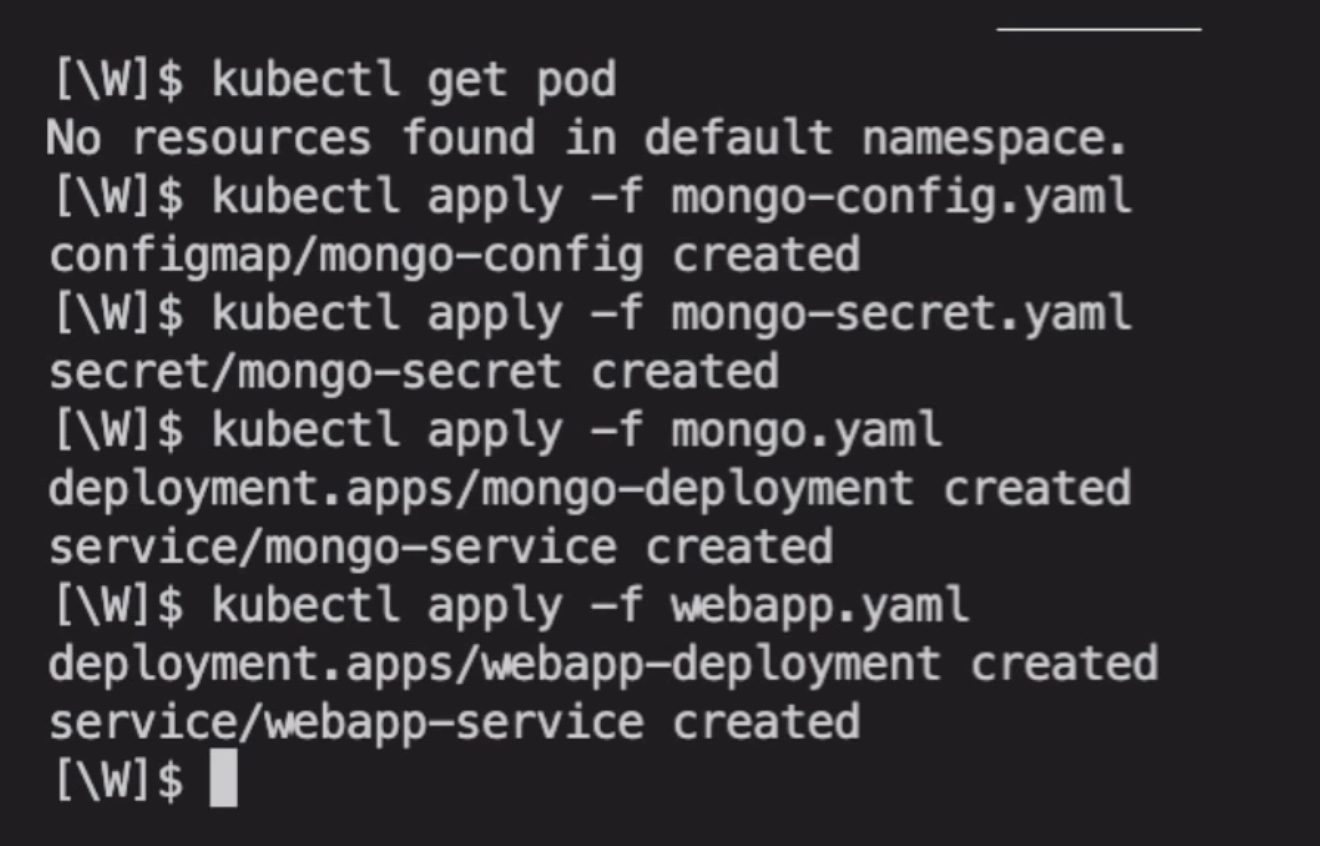 [\W]$ kubectl get pod
No resources found in default namespace.
[\W]$ kubectl apply -f mongo-config.yaml
configmap/mongo-config created
[\W]$ kubectl apply -f mongo-secret.yaml
secret/mongo-secret created
[\W]$ kubectl apply -f mongo.yaml
deployment.apps/mongo-deployment created
service/mongo-service created
[\W]$ kubectl apply -f webapp.yaml
deployment.apps/webapp-deployment created
service/webapp-service created
[\W]$